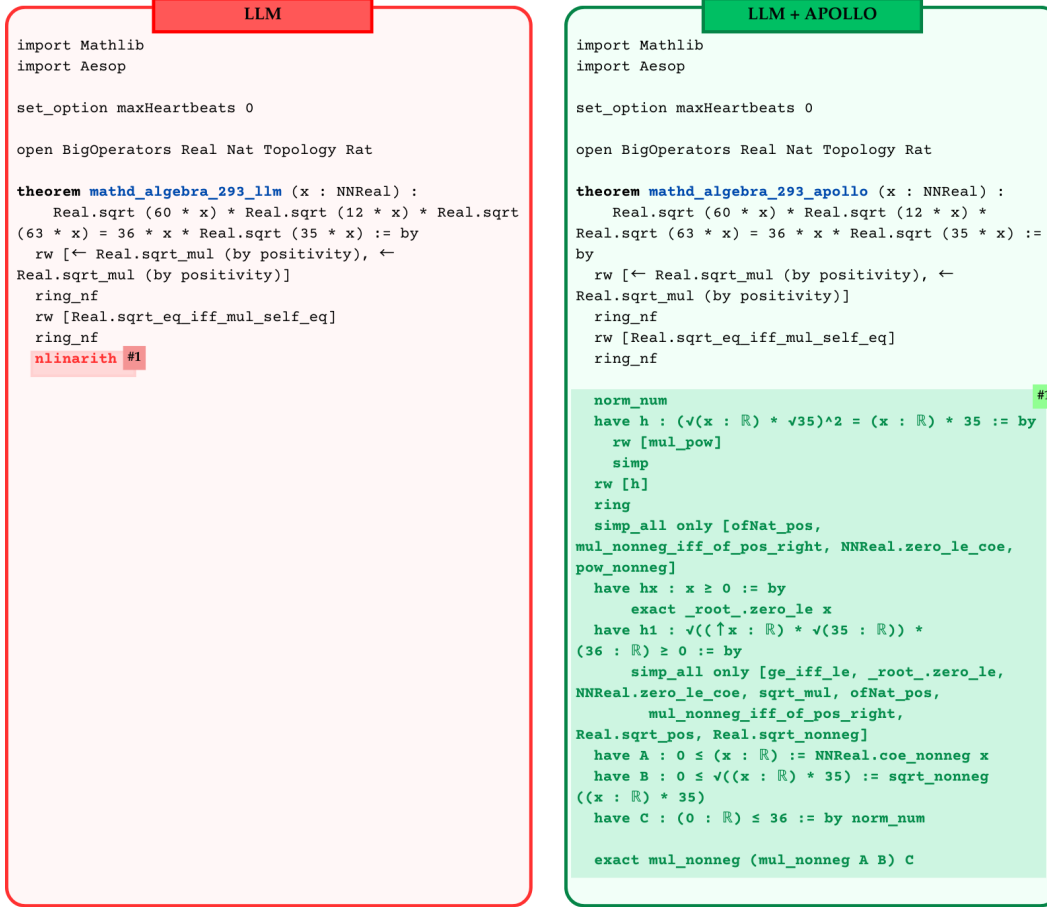 LLM
import Mathlib
import Aesop
set_option maxHeartbeats 0
open BigOperators Real Nat Topology Rat
theorem mathd_algebra_293_llm (x : NNReal) :
Real.sqrt (60 * x) * Real.sqrt (12 * x) * Real.sqrt
(63 * x) = 36 * x * Real.sqrt (35 * x) := by
rw [← Real.sqrt_mul (by positivity), ←
Real.sqrt_mul (by positivity)]
ring_nf
rw [Real.sqrt_eq_iff_mul_self_eq]
ring_nf
nlinarith #1
LLM + APOLLO
import Mathlib
import Aesop
set_option maxHeartbeats 0
open BigOperators Real Nat Topology Rat
theorem mathd_algebra_293_apollo (x : NNReal) :
Real.sqrt (60 * x) * Real.sqrt (12 * x) *
Real.sqrt (63 * x) = 36 * x * Real.sqrt (35 * x) :=
by
rw [← Real.sqrt_mul (by positivity), ←
Real.sqrt_mul (by positivity)]
ring_nf
rw [Real.sqrt_eq_iff_mul_self_eq]
ring_nf
norm_num
have h : (√(x : ℝ) * √35)^2 = (x : ℝ) * 35 := by
rw [mul_pow]
simp
rw [h]
ring
simp_all only [ofNat_pos,
mul_nonneg_iff_of_pos_right, NNReal.zero_le_coe,
pow_nonneg]
have hx : x ≥ 0 := by
exact _root_.zero_le x
have h1 : √((↑x : ℝ) * √(35 : ℝ)) *
(36 : ℝ) ≥ 0 := by
simp_all only [ge_iff_le, _root_.zero_le,
NNReal.zero_le_coe, sqrt_mul, ofNat_pos,
mul_nonneg_iff_of_pos_right,
Real.sqrt_pos, Real.sqrt_nonneg]
have A : 0 ≤ (x : ℝ) := NNReal.coe_nonneg x
have B : 0 ≤ √((x : ℝ) * 35) := sqrt_nonneg
((x : ℝ) * 35)
have C : (0 : ℝ) ≤ 36 := by norm_num
exact mul_nonneg (mul_nonneg A B) C